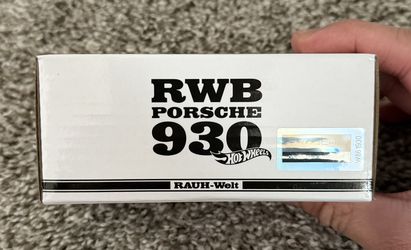 RWB
PORSCHE
930
Hot Wheels
RAUH-Welt